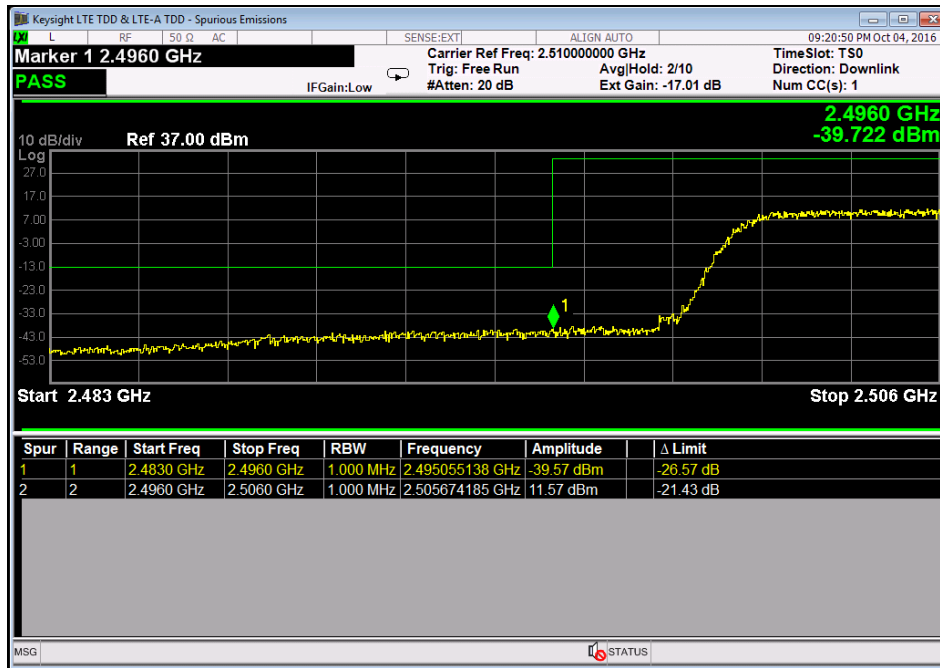 Keysight LTE TDD & LTE-A TDD - Spurious Emissions
LXI L RF 50 Ω AC SENSE:EXT ALIGN AUTO 09:20:50 PM Oct 04, 2016
Marker 1 2.4960 GHz Carrier Ref Freq: 2.510000000 GHz TimeSlot: TS0
Trig: Free Run Avg|Hold: 2/10 Direction: Downlink
PASS IFGain:Low #Atten: 20 dB Ext Gain: -17.01 dB Num CC(s): 1
2.4960 GHz
10 dB/div Ref 37.00 dBm -39.722 dBm
Log
27.0
17.0
7.00
-3.00
-13.0
-23.0
-33.0
-43.0
-53.0
1
Start 2.483 GHz Stop 2.506 GHz
Spur Range Start Freq Stop Freq RBW Frequency Amplitude Δ Limit
1 1 2.4830 GHz 2.4960 GHz 1.000 MHz 2.495055138 GHz -39.57 dBm -26.57 dB
2 2 2.4960 GHz 2.5060 GHz 1.000 MHz 2.505674185 GHz 11.57 dBm -21.43 dB
MSG STATUS